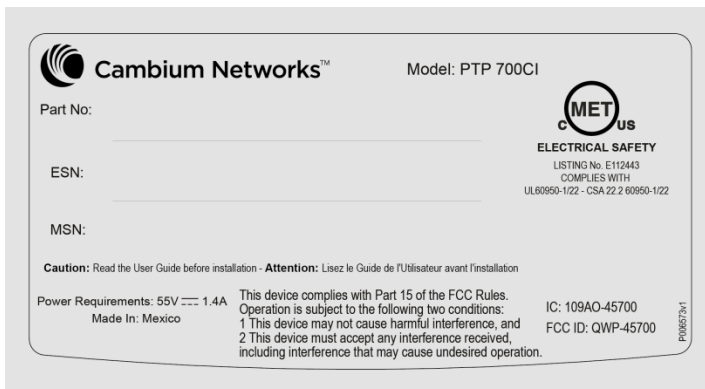 Cambium Networks™
Model: PTP 700CI
Part No:
ESN:
MSN:
C MET US
ELECTRICAL SAFETY
LISTING No. E112443
COMPLIES WITH
UL60950-1/22 - CSA 22.2 60950-1/22
Caution: Read the User Guide before installation - Attention: Lisez le Guide de l'Utilisateur avant l'installation
Power Requirements: 55V ⎓ 1.4A
Made In: Mexico
This device complies with Part 15 of the FCC Rules.
Operation is subject to the following two conditions:
1 This device may not cause harmful interference, and
2 This device must accept any interference received,
including interference that may cause undesired operation.
IC: 109AO-45700
FCC ID: QWP-45700
P006573v1